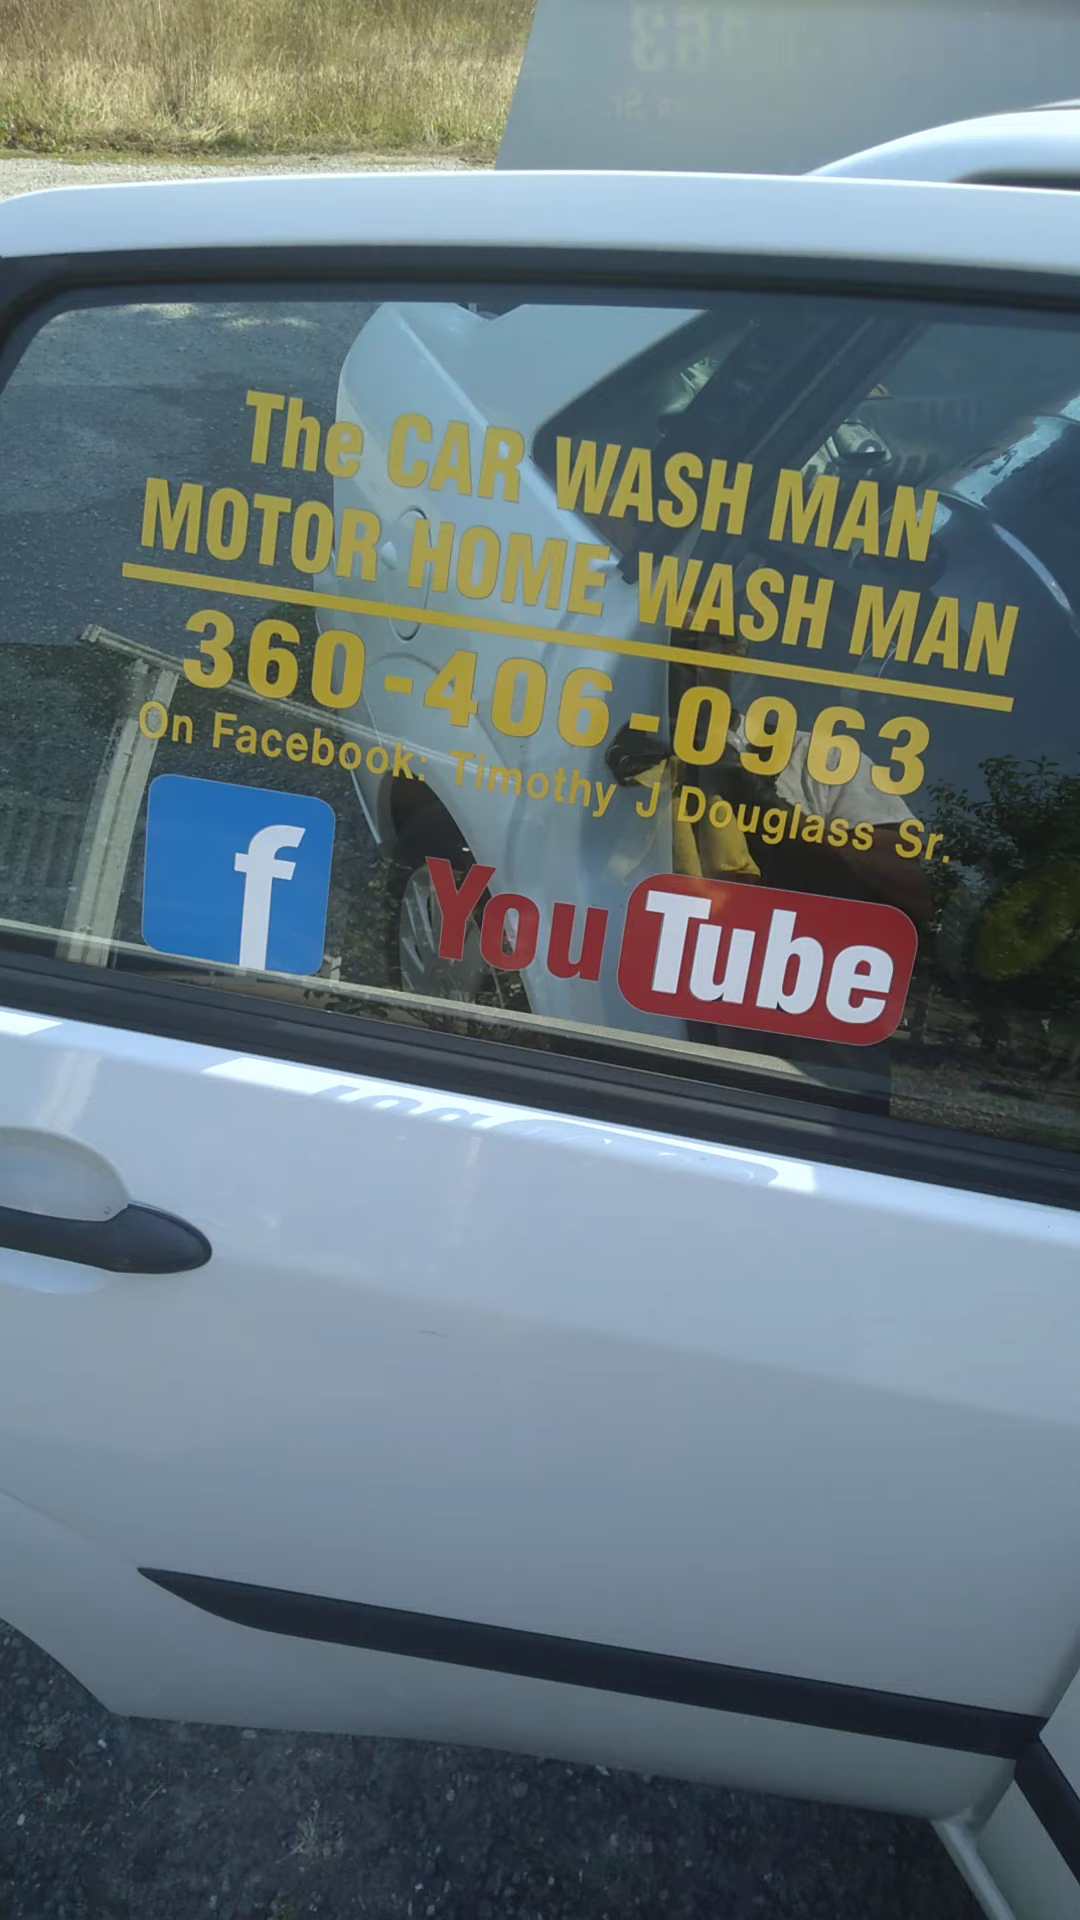 The CAR WASH MAN
MOTOR HOME WASH MAN
360-406-0963
On Facebook: Timothy J Douglass Sr.
f
YouTube